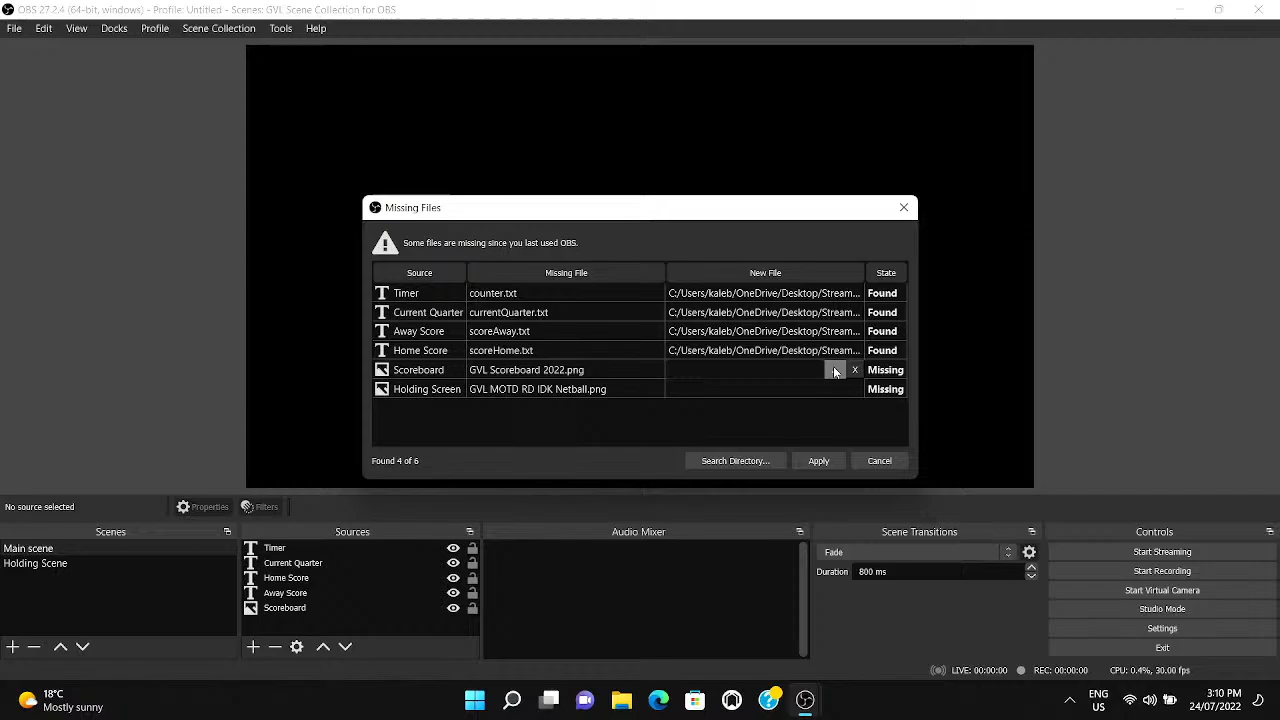 OBS 27.2.4 (64-bit, windows) - Profile: Untitled - Scenes: GVL Scene Collection for OBS
File Edit View Docks Profile Scene Collection Tools Help
Missing Files
Some files are missing since you last used OBS.
Source Missing File New File State
Timer counter.txt C:/Users/kaleb/OneDrive/Desktop/Stream... Found
Current Quarter currentQuarter.txt C:/Users/kaleb/OneDrive/Desktop/Stream... Found
Away Score scoreAway.txt C:/Users/kaleb/OneDrive/Desktop/Stream... Found
Home Score scoreHome.txt C:/Users/kaleb/OneDrive/Desktop/Stream... Found
Scoreboard GVL Scoreboard 2022.png X Missing
Holding Screen GVL MOTD RD IDK Netball.png Missing
Found 4 of 6 Search Directory... Apply Cancel
No source selected Properties Filters
Scenes Sources Audio Mixer Scene Transitions Controls
Main scene Timer Fade Start Streaming
Holding Scene Current Quarter Duration 800 ms Start Recording
Home Score Start Virtual Camera
Away Score Studio Mode
Scoreboard Settings
Exit
LIVE: 00:00:00 REC: 00:00:00 CPU: 0.4%, 30.00 fps
18°C
Mostly sunny
ENG
US
3:10 PM
24/07/2022